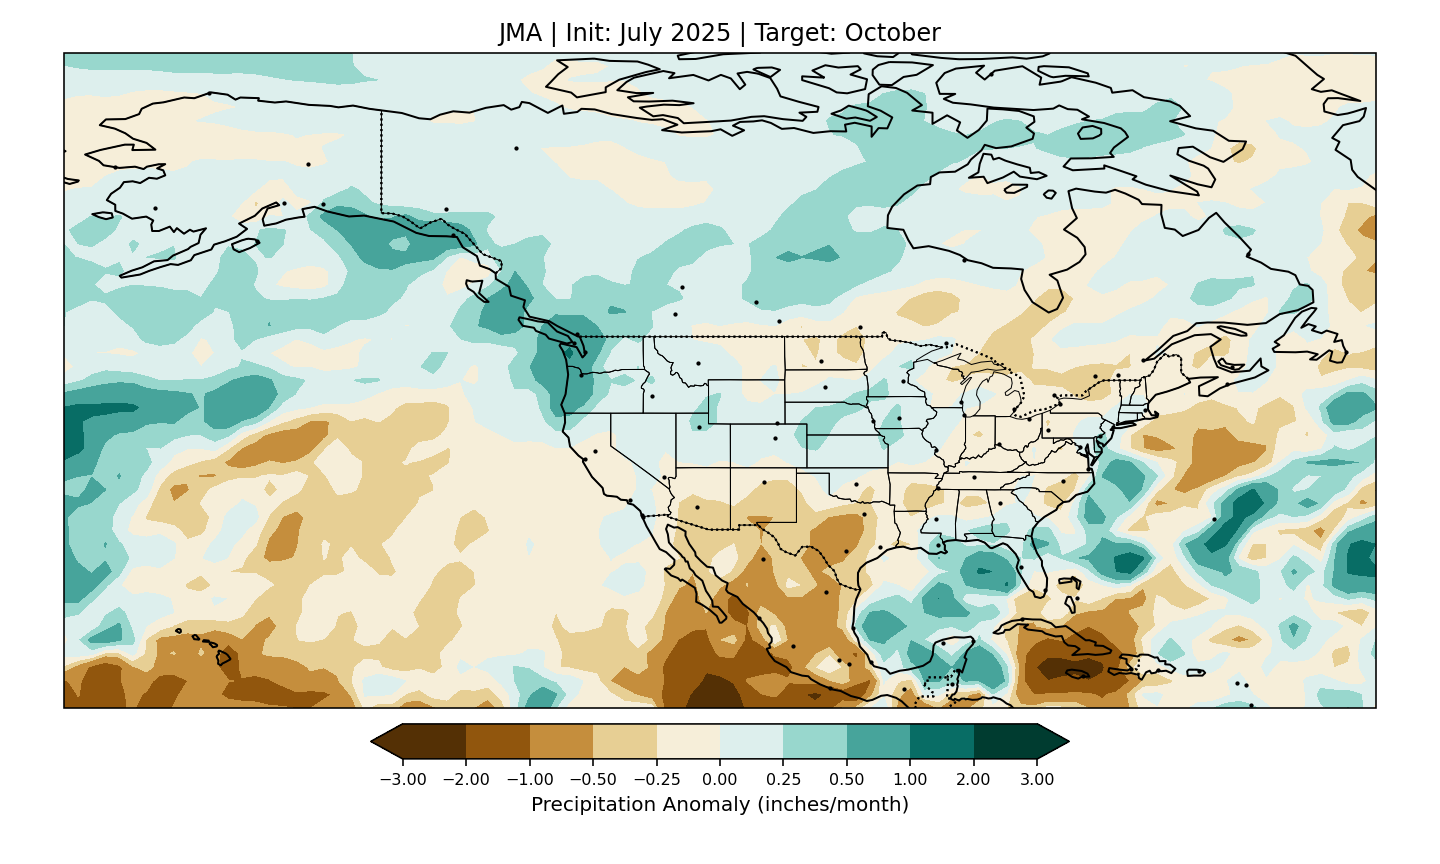 JMA | Init: July 2025 | Target: October
−3.00 −2.00 −1.00 −0.50 −0.25 0.00 0.25 0.50 1.00 2.00 3.00
Precipitation Anomaly (inches/month)